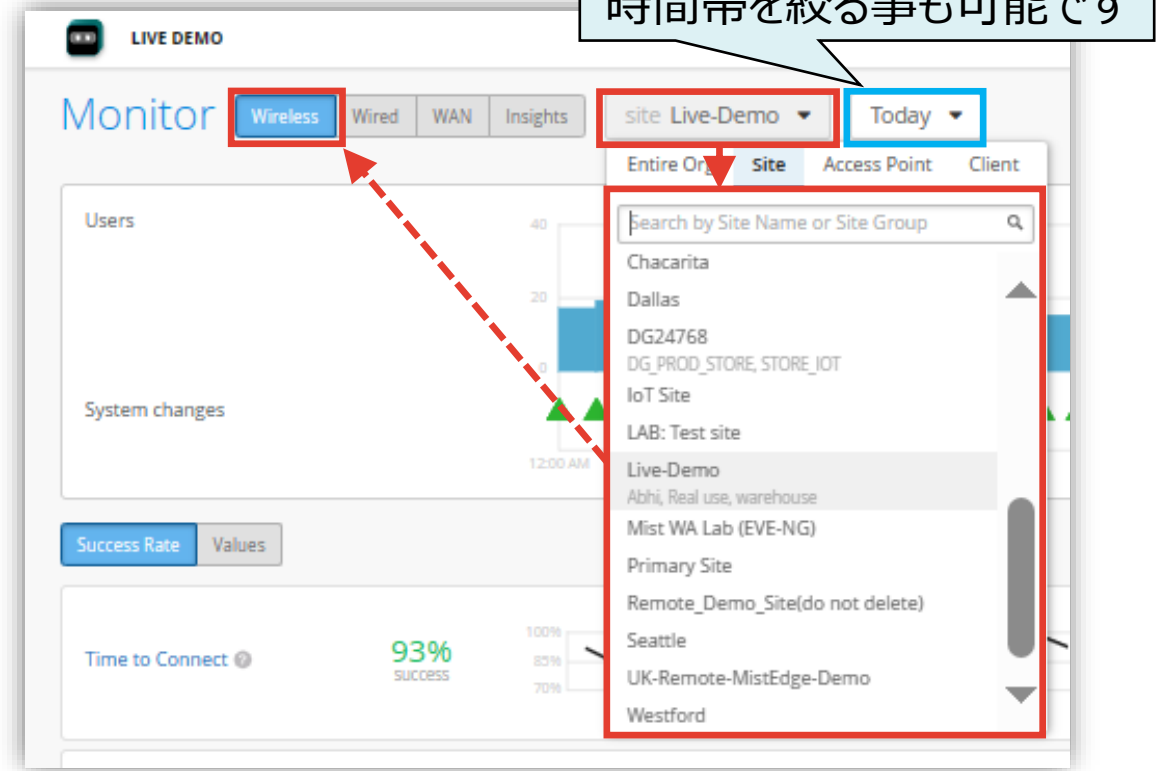 時間帯を絞る事も可能です
LIVE DEMO
Monitor
Wireless
Wired
WAN
Insights
site Live-Demo
Today
Entire Org
Site
Access Point
Client
Search by Site Name or Site Group
Chacarita
Dallas
DG24768
DG_PROD_STORE, STORE_IOT
IoT Site
LAB: Test site
Live-Demo
Abhi, Real use, warehouse
Mist WA Lab (EVE-NG)
Primary Site
Remote_Demo_Site(do not delete)
Seattle
UK-Remote-MistEdge-Demo
Westford
Users
40
20
0
System changes
12:00 AM
Success Rate
Values
Time to Connect
93%
success
100%
85%
70%